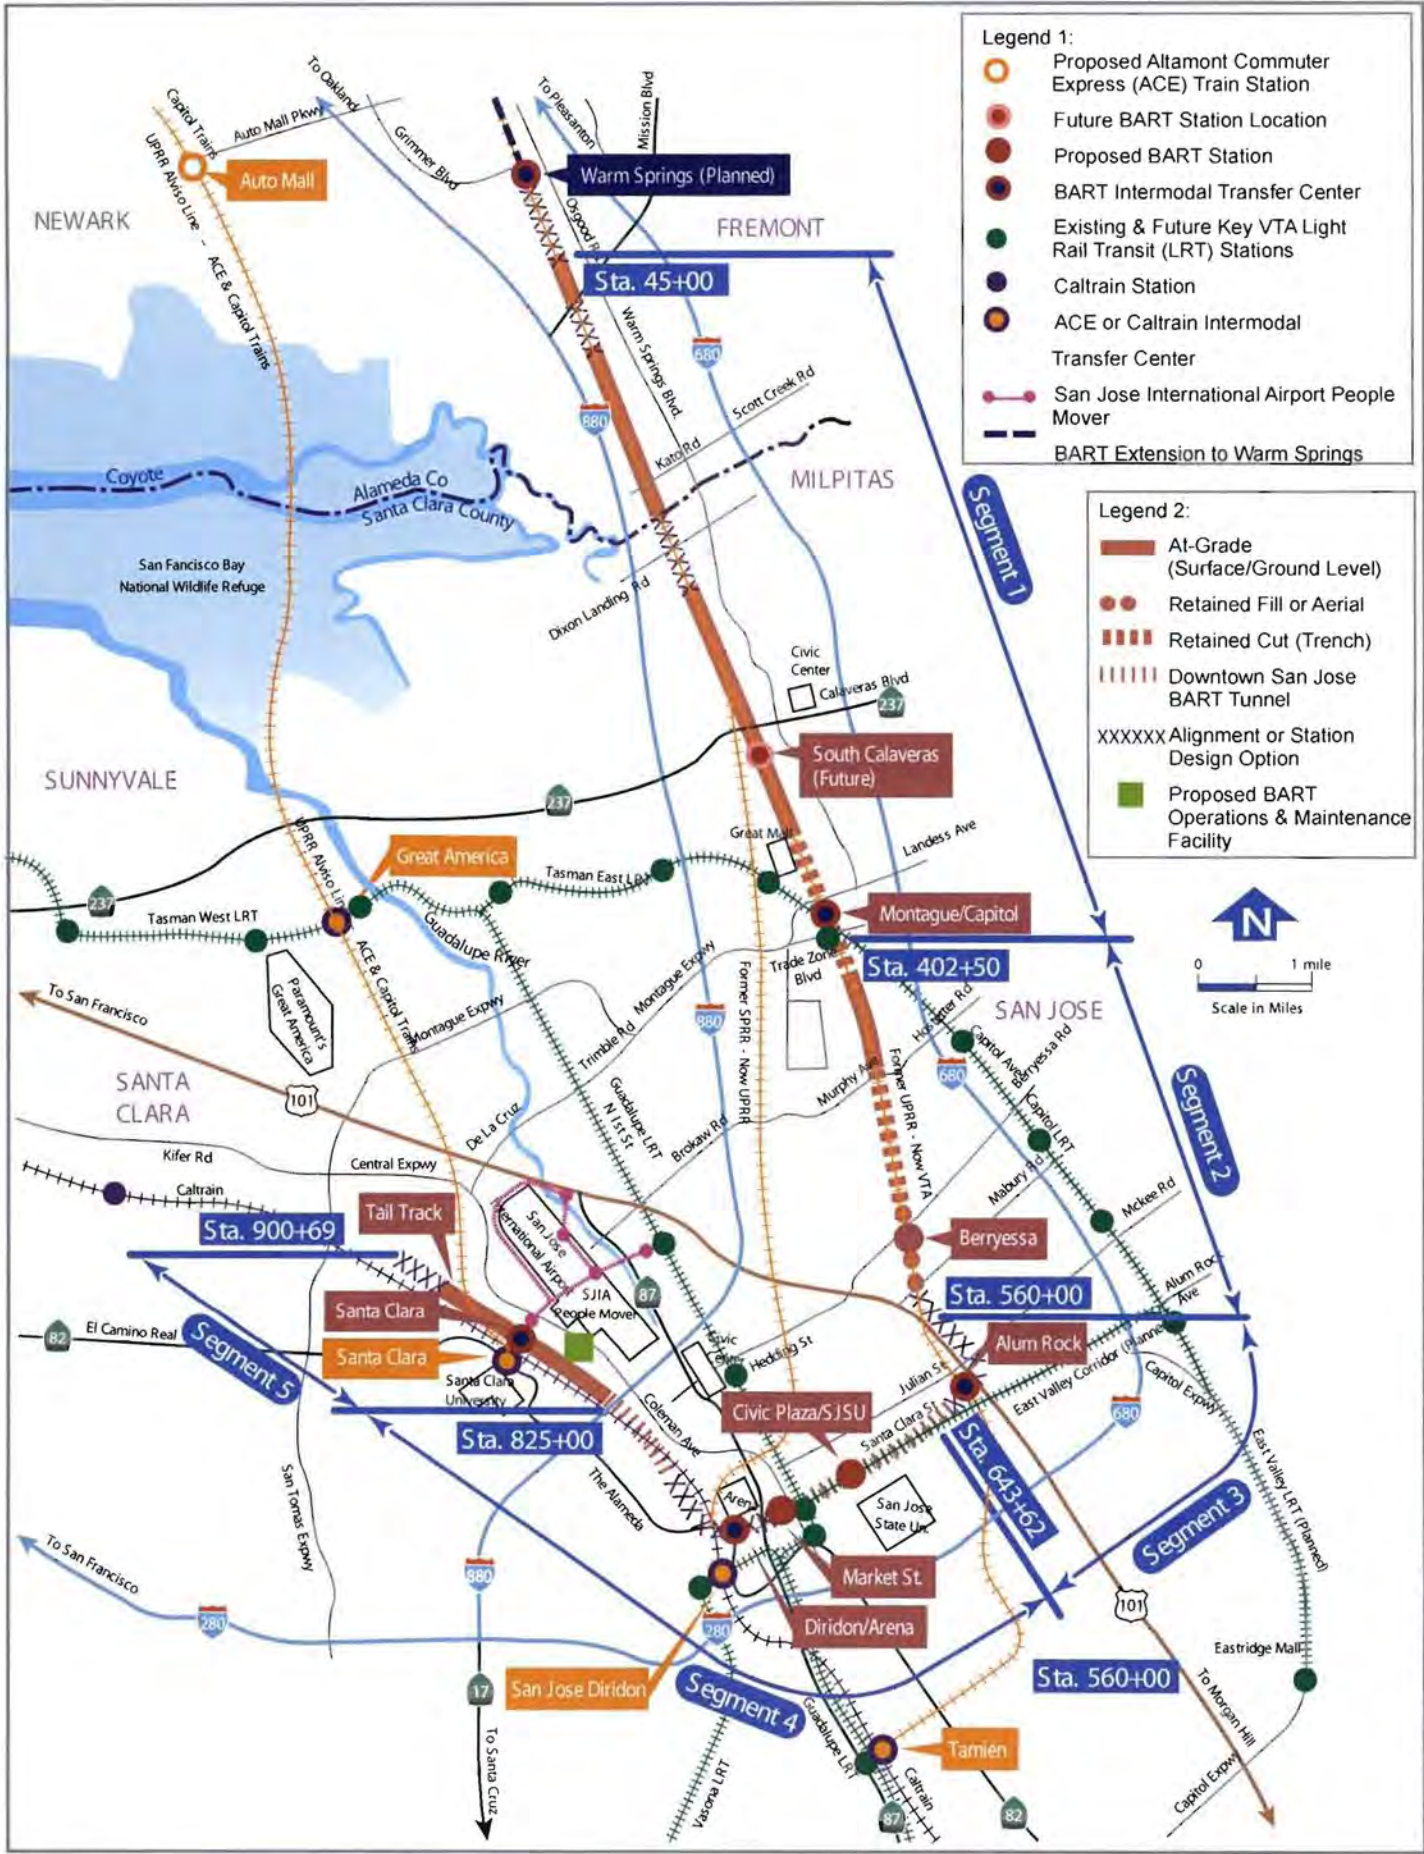 Legend 1:
Proposed Altamont Commuter
Express (ACE) Train Station
Future BART Station Location
Proposed BART Station
BART Intermodal Transfer Center
Existing & Future Key VTA Light
Rail Transit (LRT) Stations
Caltrain Station
ACE or Caltrain Intermodal
Transfer Center
San Jose International Airport People
Mover
BART Extension to Warm Springs
Legend 2:
At-Grade
(Surface/Ground Level)
Retained Fill or Aerial
Retained Cut (Trench)
Downtown San Jose
BART Tunnel
XXXXXX Alignment or Station
Design Option
Proposed BART
Operations & Maintenance
Facility
N
0 1 mile
Scale in Miles
To Oakland
To Pleasanton
Mission Blvd
Capitol Trains
Auto Mall Pkwy
Grimmer Blvd
Auto Mall
Warm Springs (Planned)
UPRR Alviso Line - ACE & Capitol Trains
NEWARK
Osgood Rd
FREMONT
Sta. 45+00
Warm Springs Blvd.
680
880
Scott Creek Rd
Kato Rd
MILPITAS
Coyote
Alameda Co
Santa Clara County
Segment 1
San Fancisco Bay
National Wildlife Refuge
Dixon Landing Rd
Civic
Center
Calaveras Blvd
237
South Calaveras
(Future)
SUNNYVALE
237
Great Mall
Landess Ave
UPRR Alviso Lin
Great America
Tasman East L
237
Tasman West LRT
Montague/Capitol
Guadalupe River
ACE & Capitol Trains
Trade Zone
Blvd
Sta. 402+50
Montague Expwy
To San Francisco
Paramount's
Great America
Montague Expwy
Former SPRR - Now UPRR
SAN JOSE
880
Trimble Rd
Hostetter Rd
Capitol Ave
Berryessa Rd
SANTA
CLARA
101
Guadalupe LRT
N 1st St
Murphy Ave
Former UPRR - Now VTA
680
Segment 2
De La Cruz
Brokaw Rd
Capitol LRT
Kifer Rd
Central Expwy
Mabury Rd
Mckee Rd
Caltrain
Tail Track
Sta. 900+69
San Jose
ternational Airport
Berryessa
Alum Roc
Ave
Sta. 560+00
SJIA
People Mover
87
Santa Clara
82
El Camino Real
Segment 5
Santa Clara
Civic
Center
Hedding St
Alum Rock
Julian St
East Valley Corridor (Planne
Capitol Expwy
Santa Clara
University
Coleman Ave
Civic Plaza/SJSU
Santa Clara St
680
Sta. 825+00
Sta. 643+62
East Valley LRT (Planned)
San Tomas Expwy
The Alameda
Aren
San Jose
State Un.
Segment 3
To San Francisco
880
Market St.
101
280
280
Diridon/Arena
Eastridge Mall
San Jose Diridon
Segment 4
Sta. 560+00
17
To Morgan Hill
Guadalupe LRT
Tamien
To Santa Cruz
Vasona LRT
Caltrain
Capitol Expwy
87
82